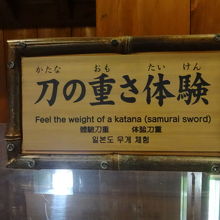 かたな おも たい けん
刀の重さ体験
Feel the weight of a katana (samurai sword)
體驗刀重 体验刀重
일본도 무게 체험